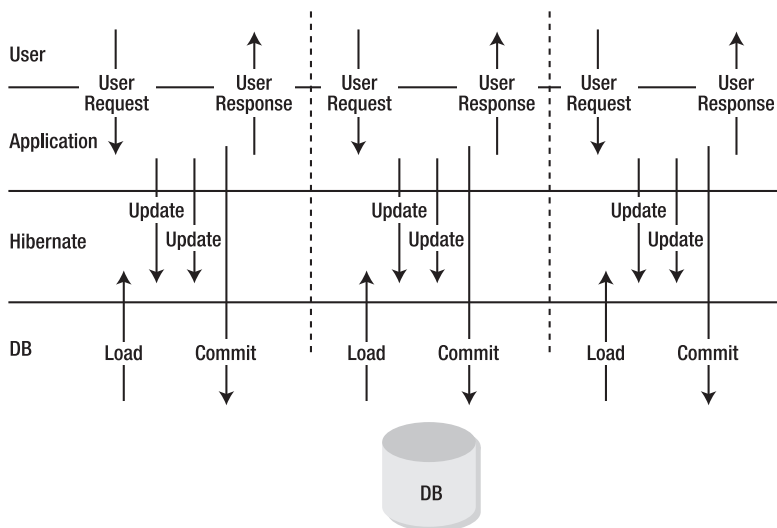 User
User
Request
User
Response
User
Request
User
Response
User
Request
User
Response
Application
Update
Update
Update
Update
Update
Update
Hibernate
DB
Load
Commit
Load
Commit
Load
Commit
DB